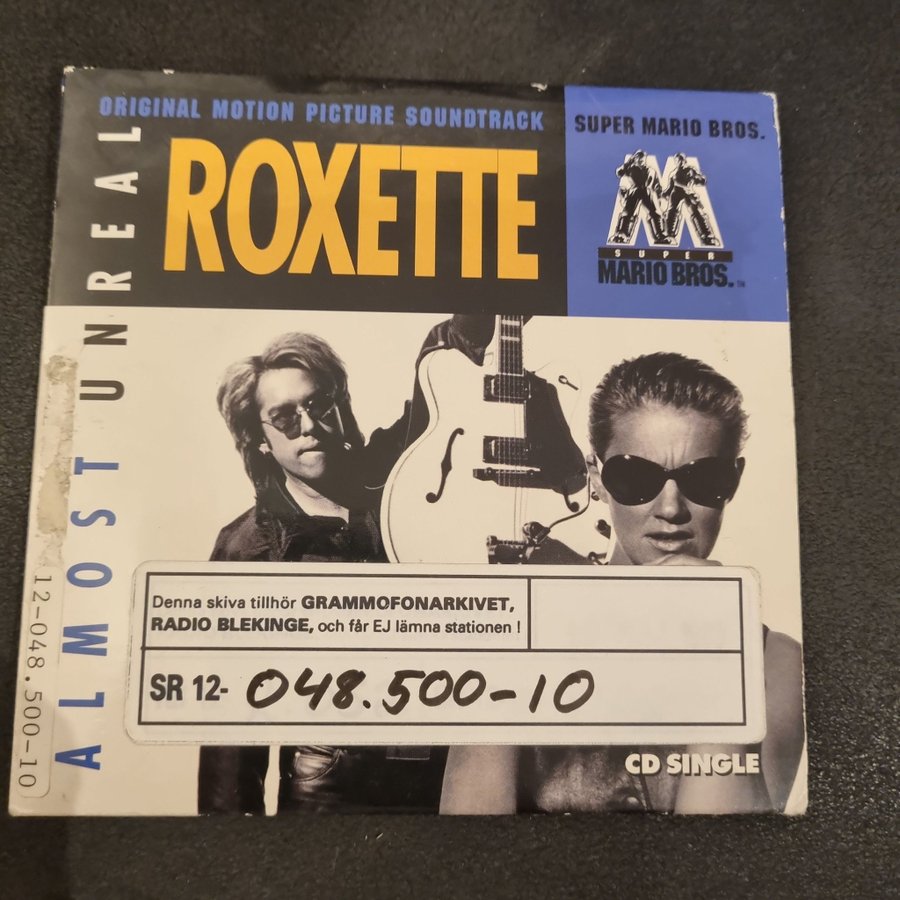 ORIGINAL MOTION PICTURE SOUNDTRACK
ROXETTE
SUPER MARIO BROS.
SUPER
MARIO BROS.™
ALMOST UNREAL
Denna skiva tillhör GRAMMOFONARKIVET,
RADIO BLEKINGE, och får EJ lämna stationen !
SR 12- 048.500-10
12-048.500-10
CD SINGLE